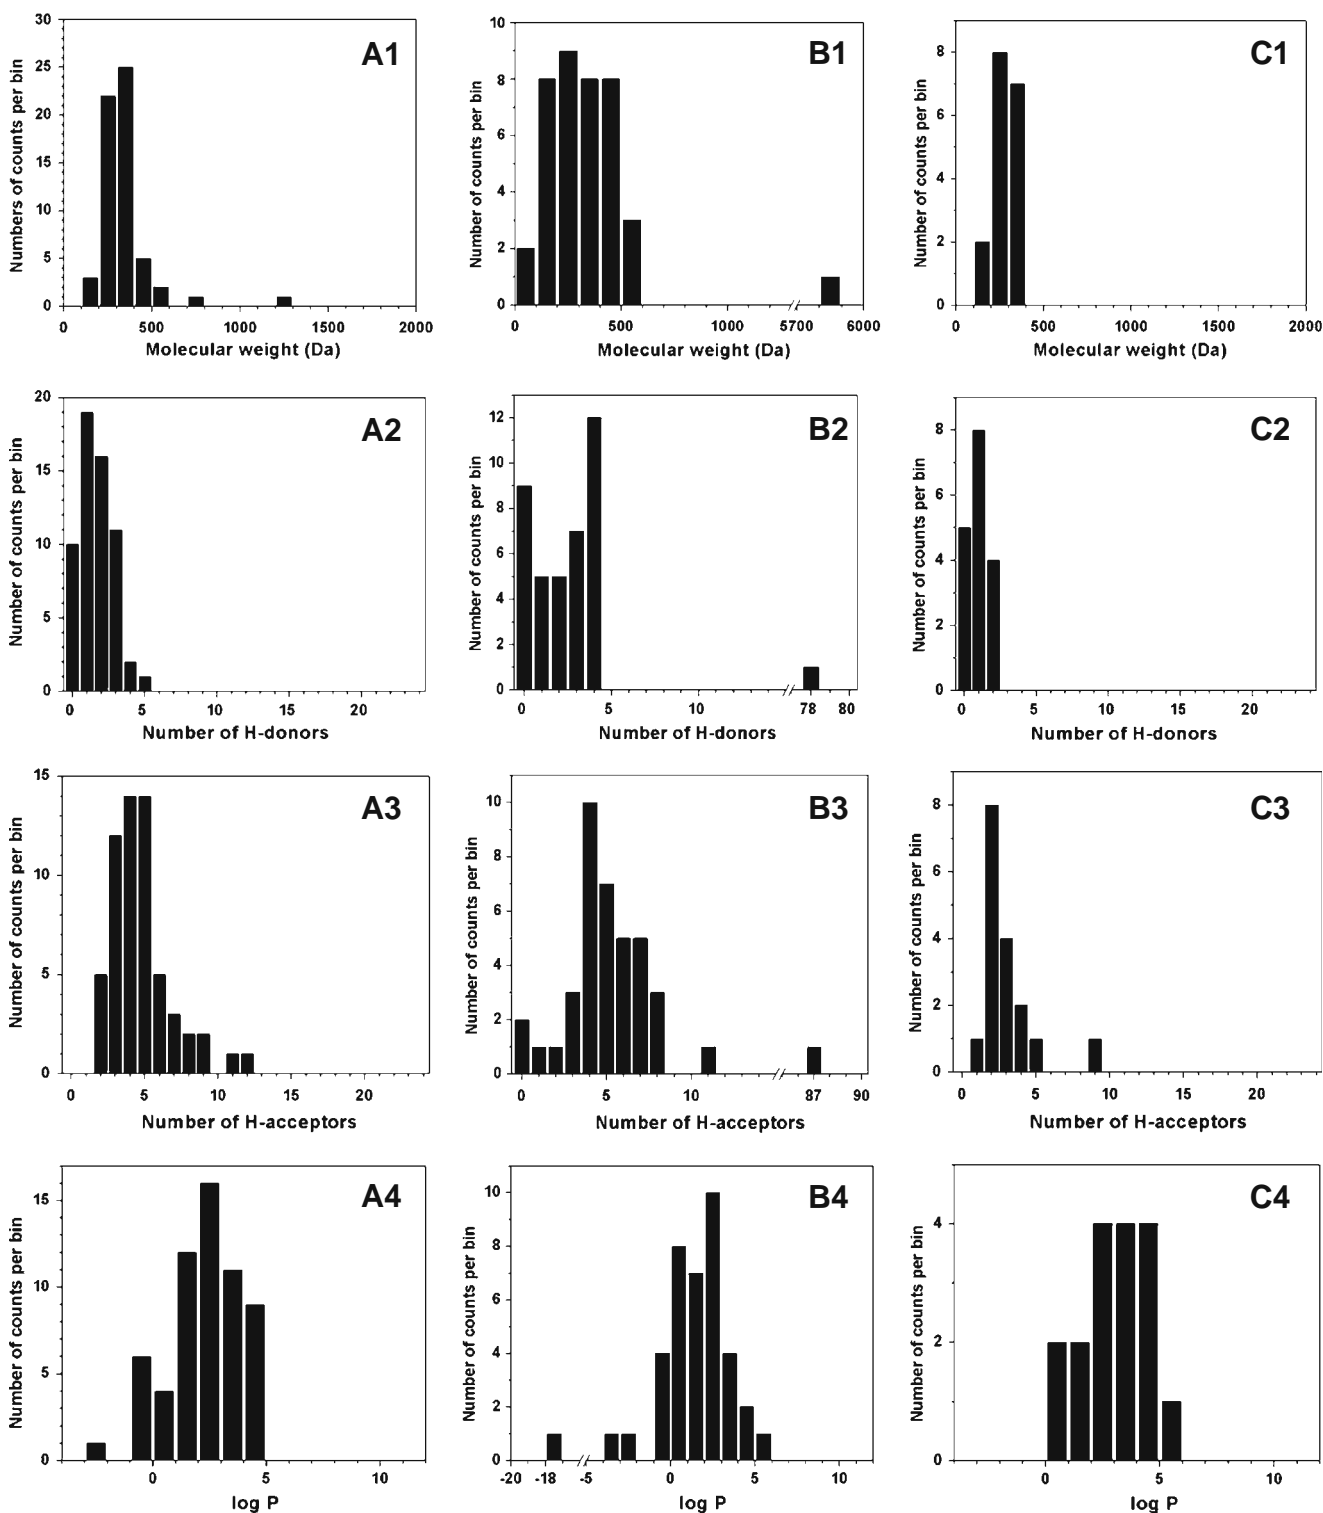 A1
Numbers of counts per bin
30
25
20
15
10
5
0
0 500 1000 1500 2000
Molecular weight (Da)
B1
Number of counts per bin
10
8
6
4
2
0
0 500 1000 5700 6000
Molecular weight (Da)
C1
Number of counts per bin
8
6
4
2
0
0 500 1000 1500 2000
Molecular weight (Da)
A2
Number of counts per bin
20
15
10
5
0
0 5 10 15 20
Number of H-donors
B2
Number of counts per bin
12
10
8
6
4
2
0
0 5 10 78 80
Number of H-donors
C2
Number of counts per bin
8
6
4
2
0
0 5 10 15 20
Number of H-donors
A3
Number of counts per bin
15
10
5
0
0 5 10 15 20
Number of H-acceptors
B3
Number of counts per bin
10
8
6
4
2
0
0 5 10 87 90
Number of H-acceptors
C3
Number of counts per bin
8
6
4
2
0
0 5 10 15 20
Number of H-acceptors
A4
Number of counts per bin
15
10
5
0
0 5 10
log P
B4
Number of counts per bin
10
8
6
4
2
0
-20 -18 -5 0 5 10
log P
C4
Number of counts per bin
4
2
0
0 5 10
log P